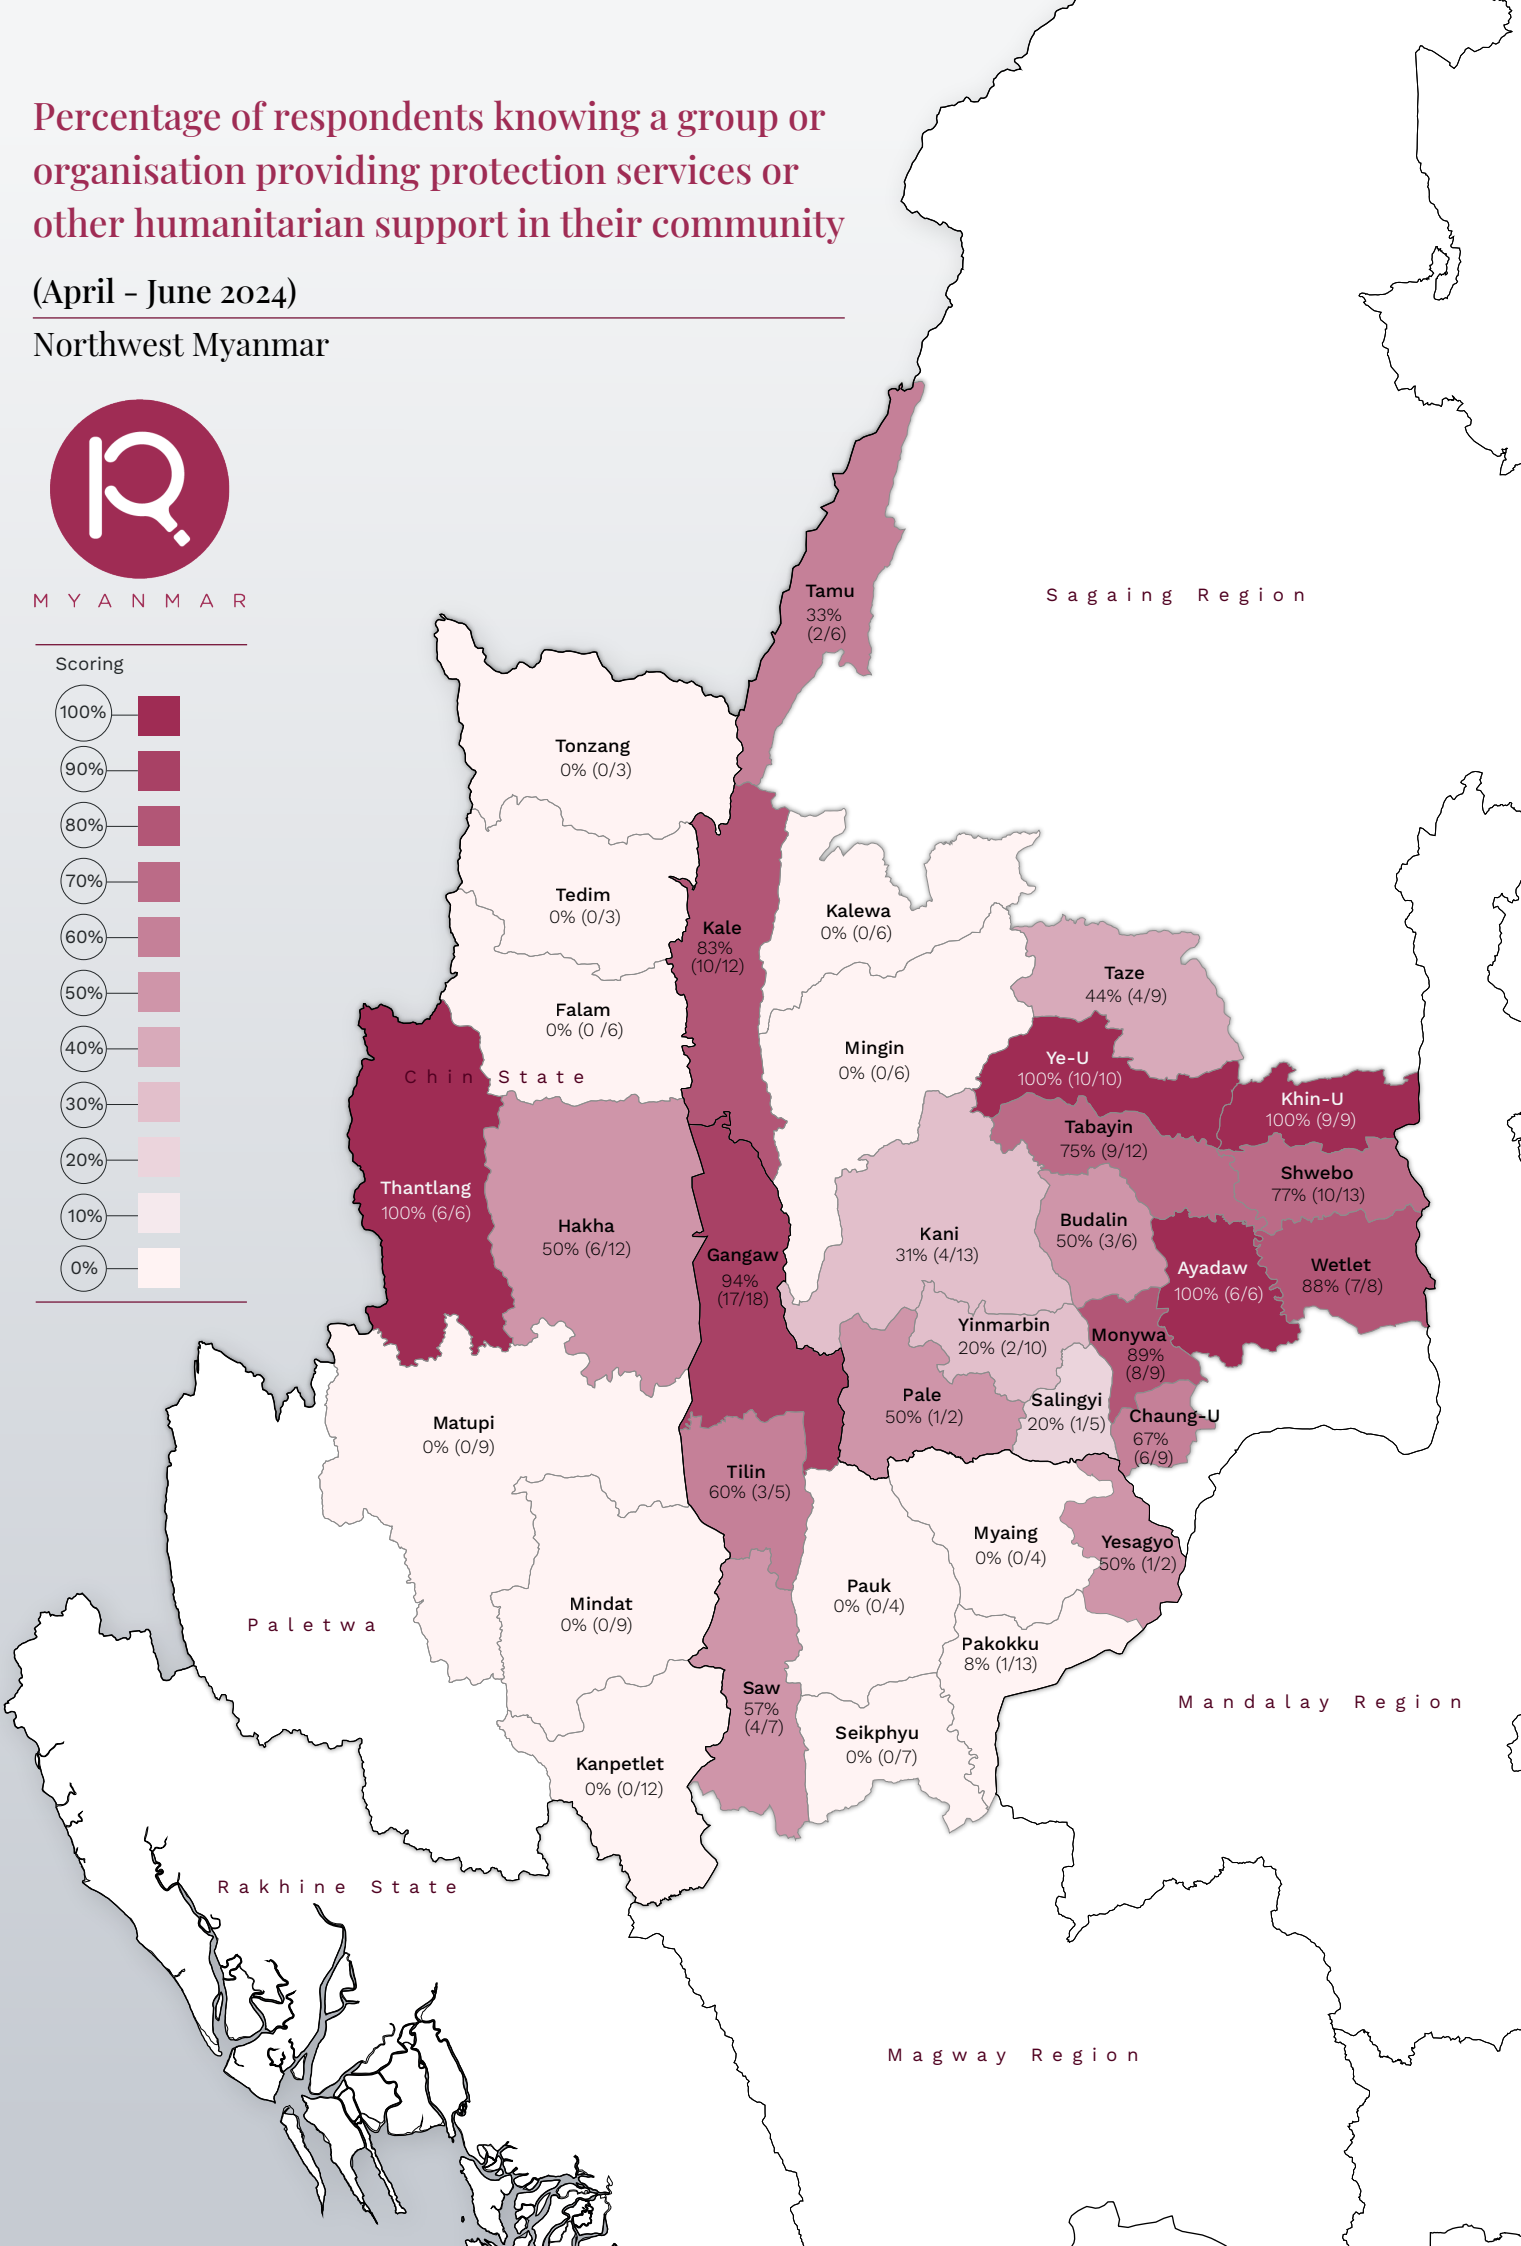 Percentage of respondents knowing a group or
organisation providing protection services or
other humanitarian support in their community
(April - June 2024)
Northwest Myanmar
MYANMAR
Scoring
100%
90%
80%
70%
60%
50%
40%
30%
20%
10%
0%
Sagaing Region
Tamu
33%
(2/6)
Tonzang
0% (0/3)
Tedim
0% (0/3)
Kale
83%
(10/12)
Kalewa
0% (0/6)
Taze
44% (4/9)
Falam
0% (0 /6)
Mingin
0% (0/6)
Ye-U
100% (10/10)
Chin State
Khin-U
100% (9/9)
Tabayin
75% (9/12)
Shwebo
77% (10/13)
Thantlang
100% (6/6)
Hakha
50% (6/12)
Budalin
50% (3/6)
Kani
31% (4/13)
Gangaw
94%
(17/18)
Ayadaw
100% (6/6)
Wetlet
88% (7/8)
Yinmarbin
20% (2/10)
Monywa
89%
(8/9)
Pale
50% (1/2)
Salingyi
20% (1/5)
Chaung-U
67%
(6/9)
Matupi
0% (0/9)
Tilin
60% (3/5)
Myaing
0% (0/4)
Yesagyo
50% (1/2)
Pauk
0% (0/4)
Mindat
0% (0/9)
Paletwa
Pakokku
8% (1/13)
Saw
57%
(4/7)
Mandalay Region
Seikphyu
0% (0/7)
Kanpetlet
0% (0/12)
Rakhine State
Magway Region